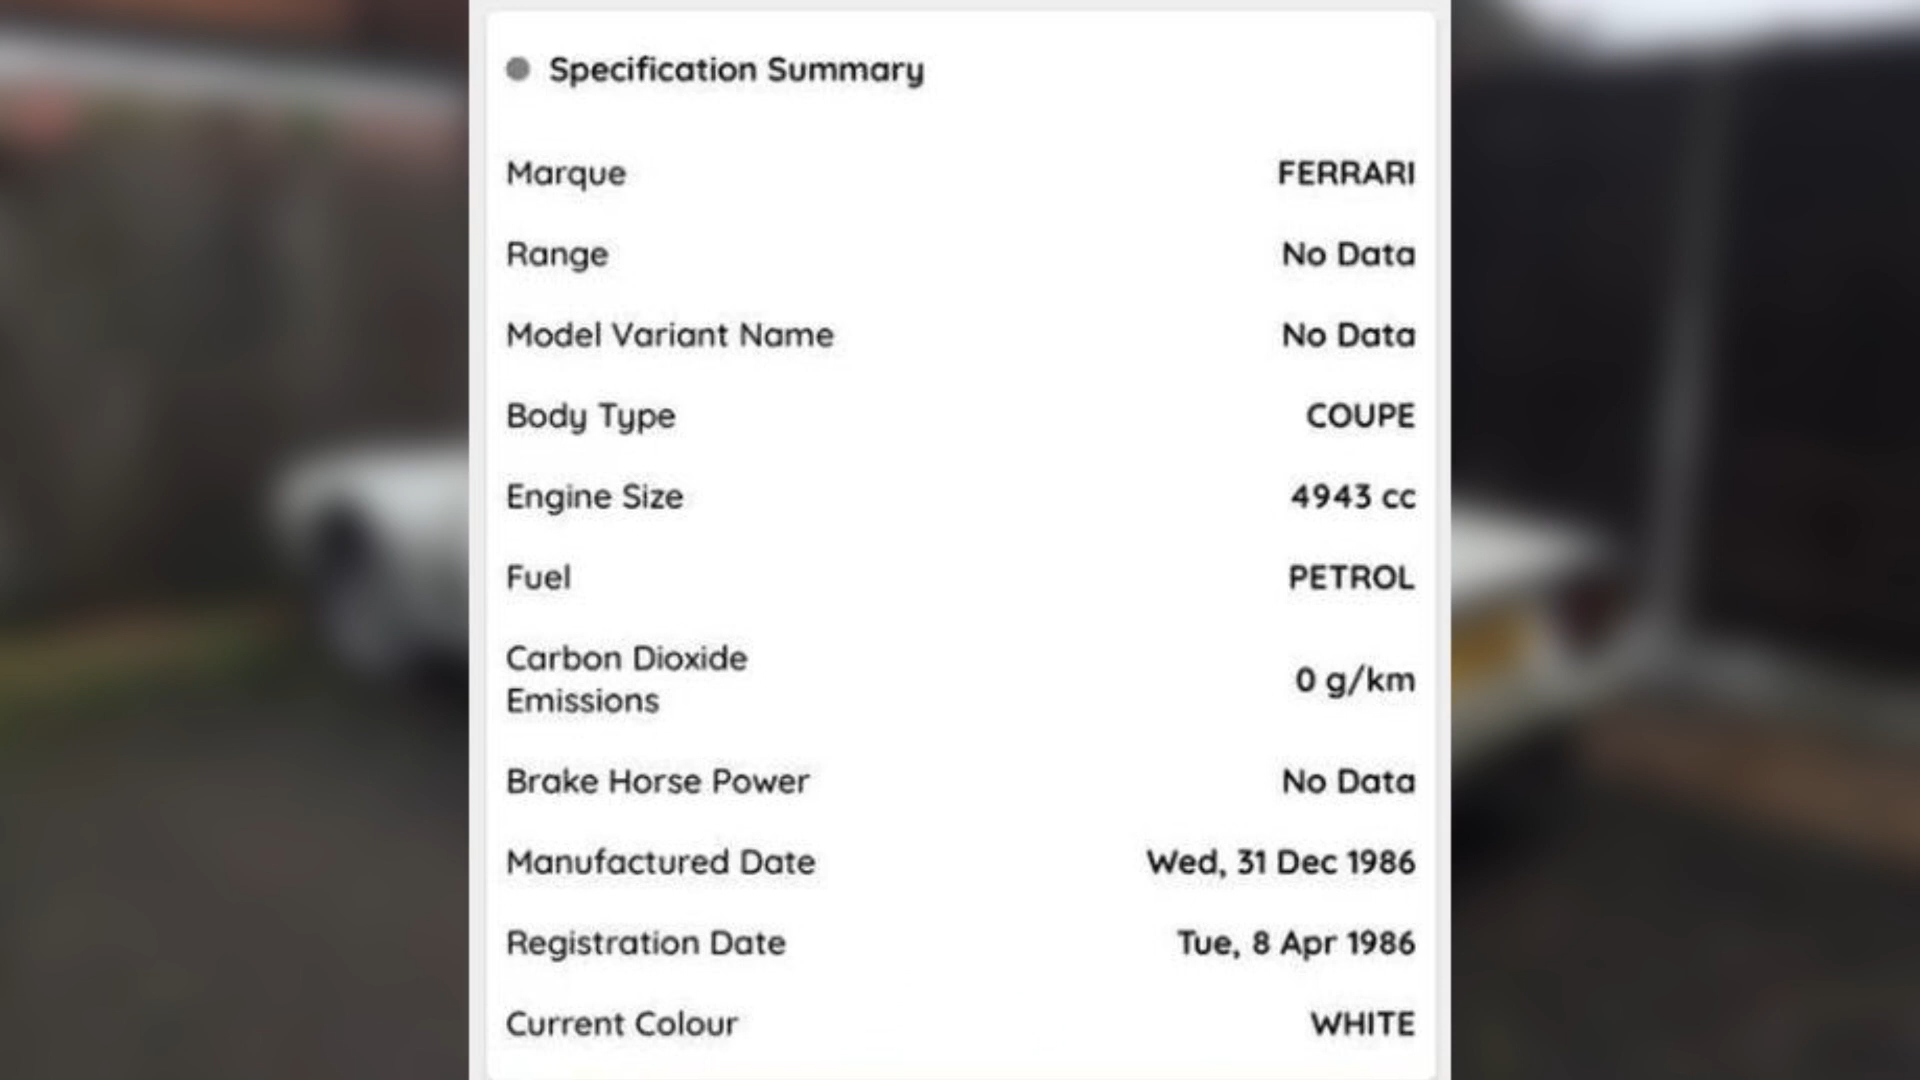 Specification Summary
Marque FERRARI
Range No Data
Model Variant Name No Data
Body Type COUPE
Engine Size 4943 cc
Fuel PETROL
Carbon Dioxide
Emissions 0 g/km
Brake Horse Power No Data
Manufactured Date Wed, 31 Dec 1986
Registration Date Tue, 8 Apr 1986
Current Colour WHITE